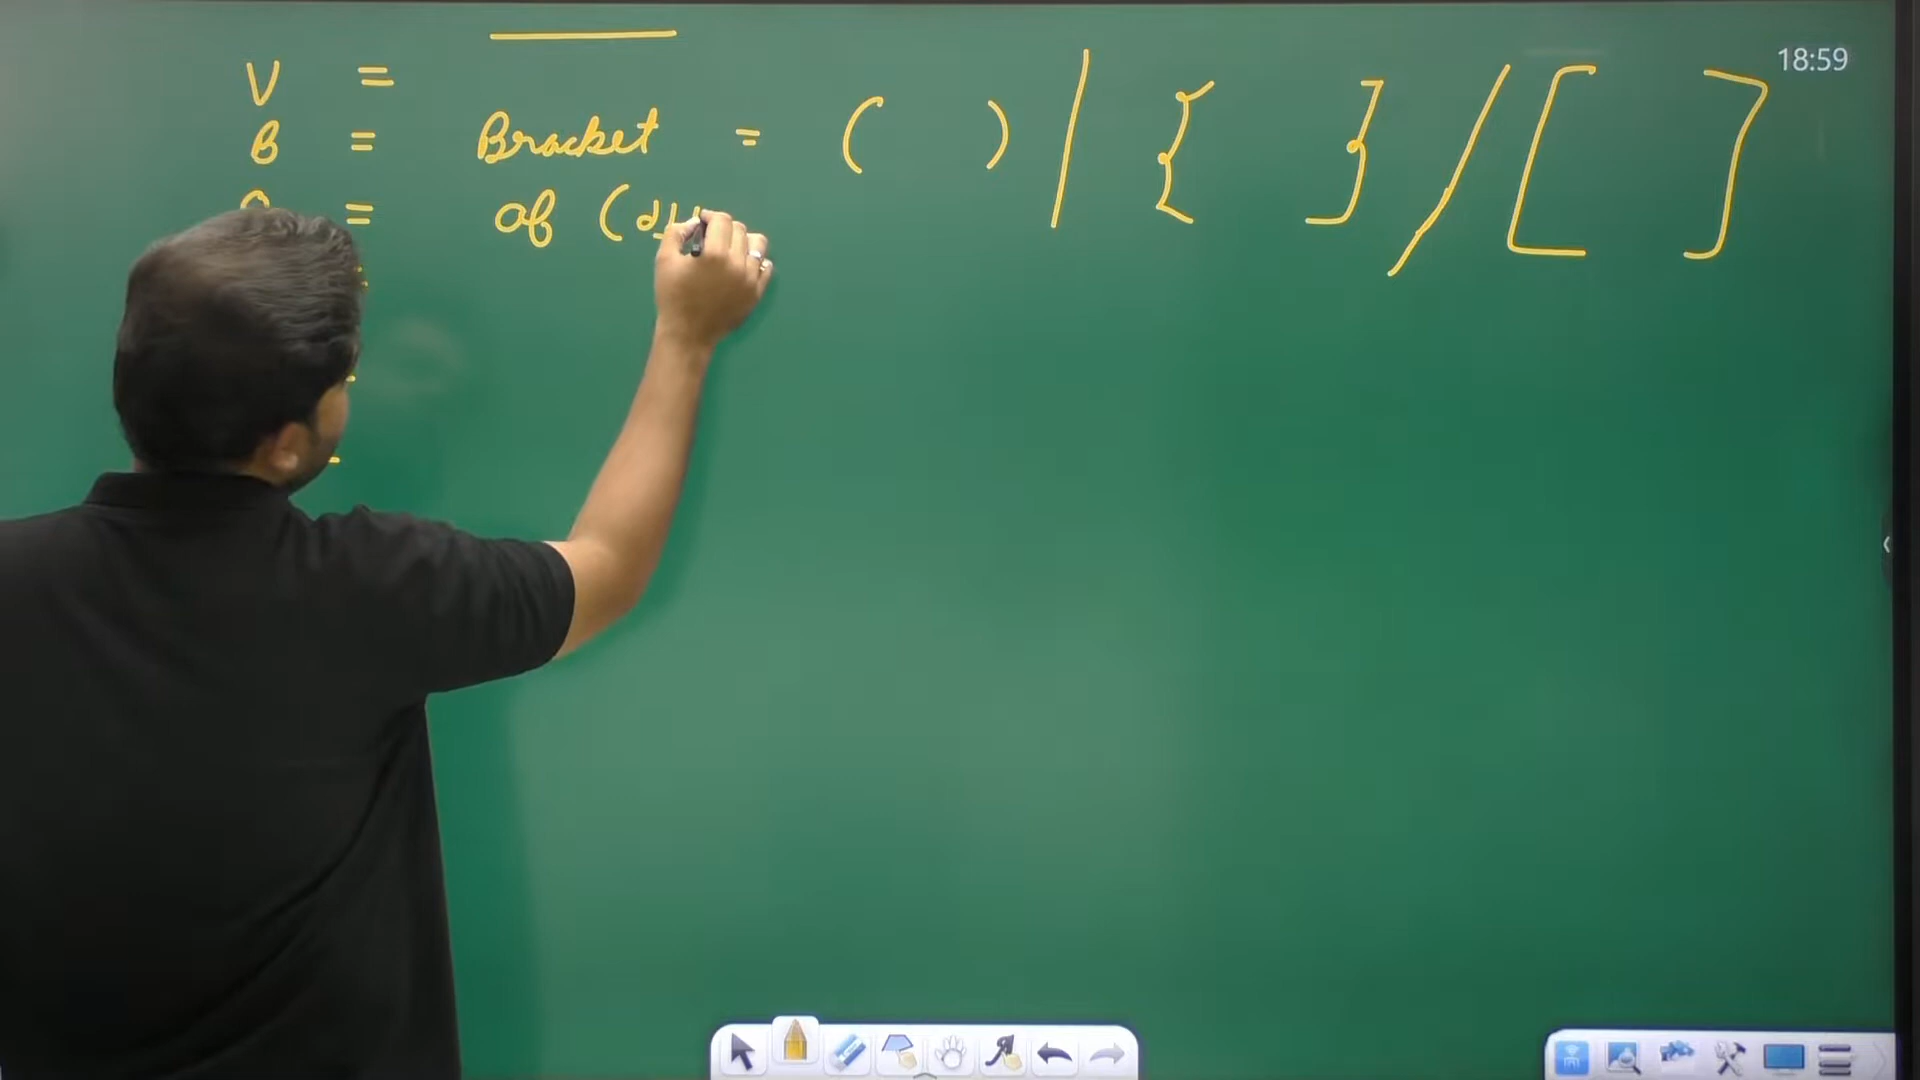 18:59
V =
B = Bracket = ( ) | { } / [ ]
= of (